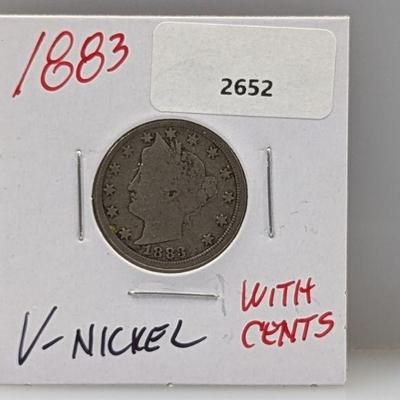 1883
2652
1883
V-NICKEL
WITH
CENTS